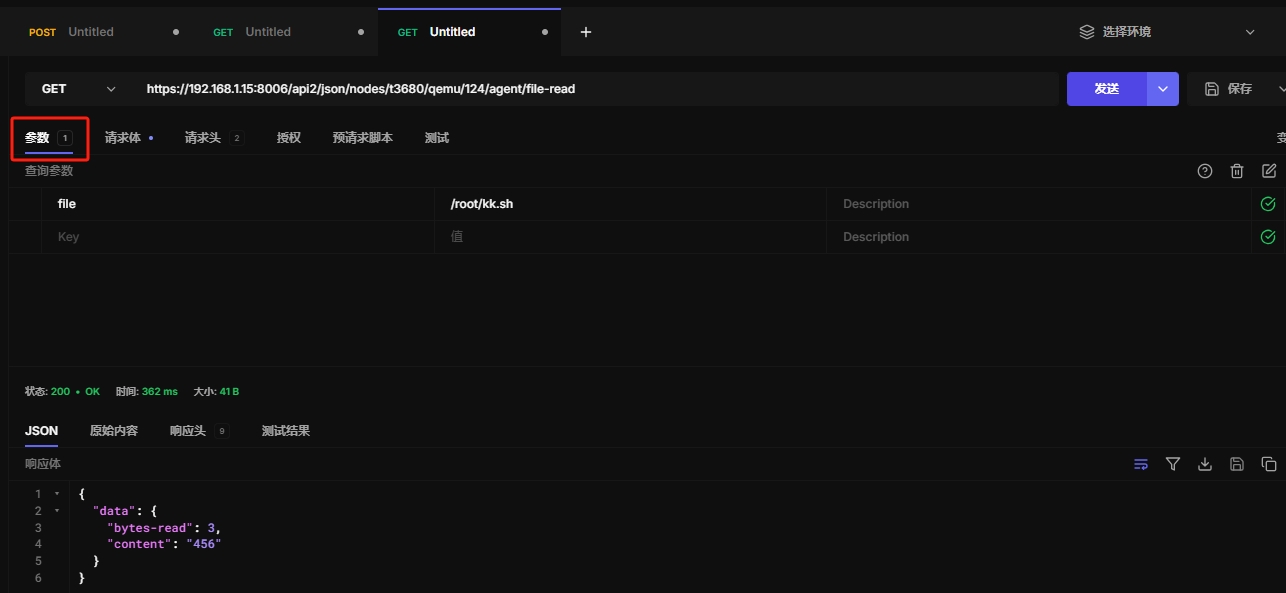 POST Untitled GET Untitled GET Untitled + 选择环境
GET https://192.168.1.15:8006/api2/json/nodes/t3680/qemu/124/agent/file-read 发送 保存
参数 1 请求体 请求头 2 授权 预请求脚本 测试
查询参数
file /root/kk.sh Description
Key 值 Description
状态: 200 • OK 时间: 362 ms 大小: 41 B
JSON 原始内容 响应头 9 测试结果
响应体
1 {
2 "data": {
3 "bytes-read": 3,
4 "content": "456"
5 }
6 }